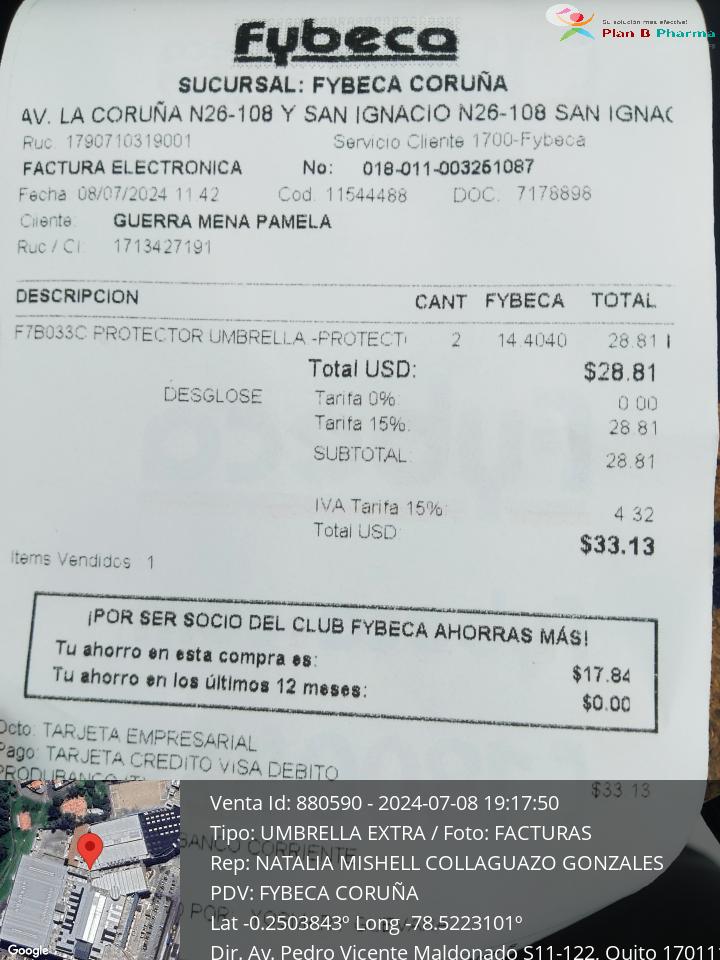 Su solución más efectiva!
Plan B Pharma
Fybeca
SUCURSAL: FYBECA CORUÑA
AV. LA CORUÑA N26-108 Y SAN IGNACIO N26-108 SAN IGNAC
Ruc. 1790710319001 Servicio Cliente 1700-Fybeca
FACTURA ELECTRONICA No: 018-011-003261087
Fecha 08/07/2024 11:42 Cod. 11544488 DOC. 7178898
Cliente: GUERRA MENA PAMELA
Ruc / CI: 1713427191
DESCRIPCION CANT FYBECA TOTAL
F7B033C PROTECTOR UMBRELLA -PROTECT 2 14.4040 28.81 I
Total USD: $28.81
DESGLOSE Tarifa 0%: 0.00
Tarifa 15%: 28.81
SUBTOTAL: 28.81
IVA Tarifa 15%: 4.32
Total USD: $33.13
Items Vendidos 1
¡POR SER SOCIO DEL CLUB FYBECA AHORRAS MÁS!
Tu ahorro en esta compra es: $17.84
Tu ahorro en los últimos 12 meses: $0.00
Dcto: TARJETA EMPRESARIAL
Pago: TARJETA CREDITO VISA DEBITO
PRODUBANCO $33.13
BANCO CORRIENTE
Venta Id: 880590 - 2024-07-08 19:17:50
Tipo: UMBRELLA EXTRA / Foto: FACTURAS
Rep: NATALIA MISHELL COLLAGUAZO GONZALES
PDV: FYBECA CORUÑA
Lat -0.2503843º Long -78.5223101º
Dir. Av. Pedro Vicente Maldonado S11-122, Quito 17011
Google